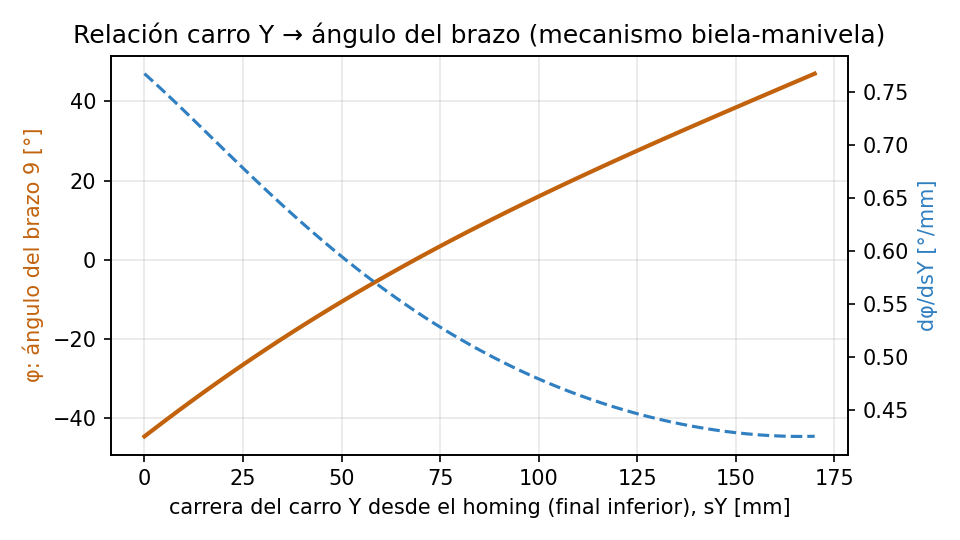 Relación carro Y → ángulo del brazo (mecanismo biela-manivela)
φ: ángulo del brazo 9 [°]
40
20
0
−20
−40
0.75
0.70
0.65
0.60
0.55
0.50
0.45
dφ/dsY [°/mm]
0 25 50 75 100 125 150 175
carrera del carro Y desde el homing (final inferior), sY [mm]